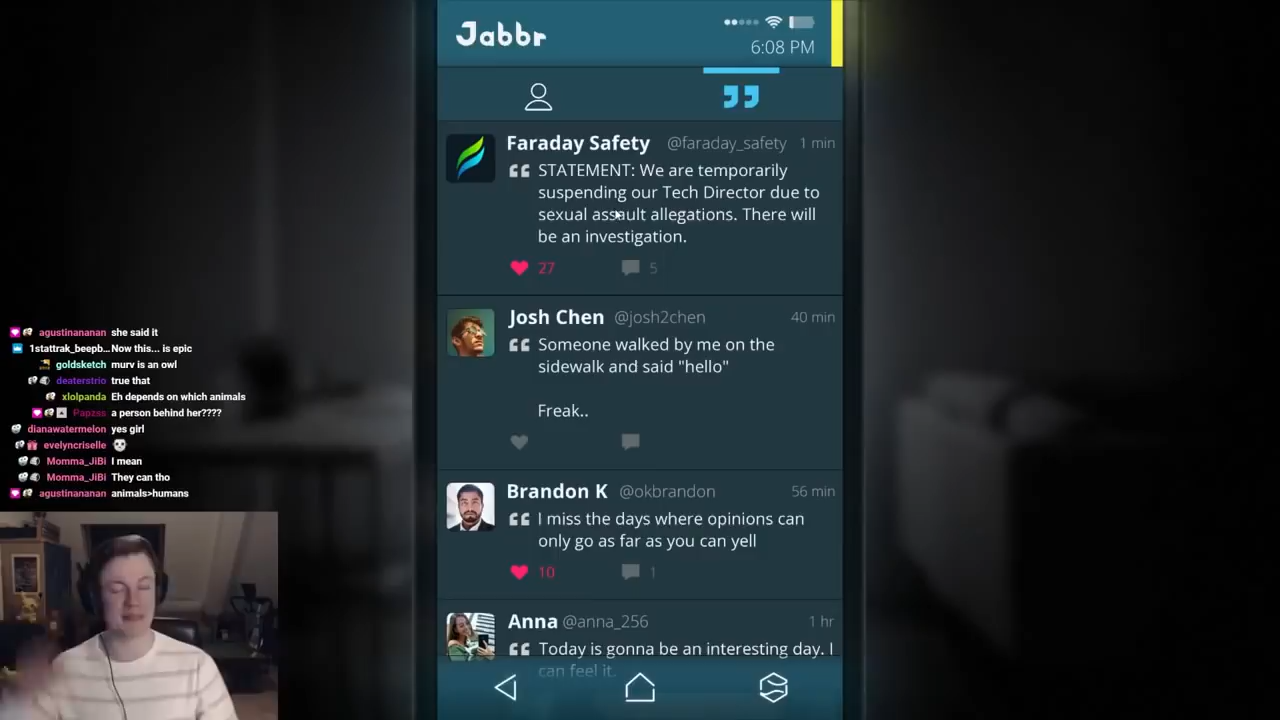 Jabbr
6:08 PM
Faraday Safety @faraday_safety 1 min
STATEMENT: We are temporarily
suspending our Tech Director due to
sexual assault allegations. There will
be an investigation.
27 5
Josh Chen @josh2chen 40 min
Someone walked by me on the
sidewalk and said "hello"
Freak..
Brandon K @okbrandon 56 min
I miss the days where opinions can
only go as far as you can yell
10 1
Anna @anna_256 1 hr
Today is gonna be an interesting day. I
can feel it.
agustinananan she said it
1stattrak_beepb... Now this... is epic
goldsketch murv is an owl
deaterstrio true that
xlolpanda Eh depends on which animals
Papzss a person behind her????
dianawatermelon yes girl
evelyncriselle
Momma_JiBi I mean
Momma_JiBi They can tho
agustinananan animals>humans